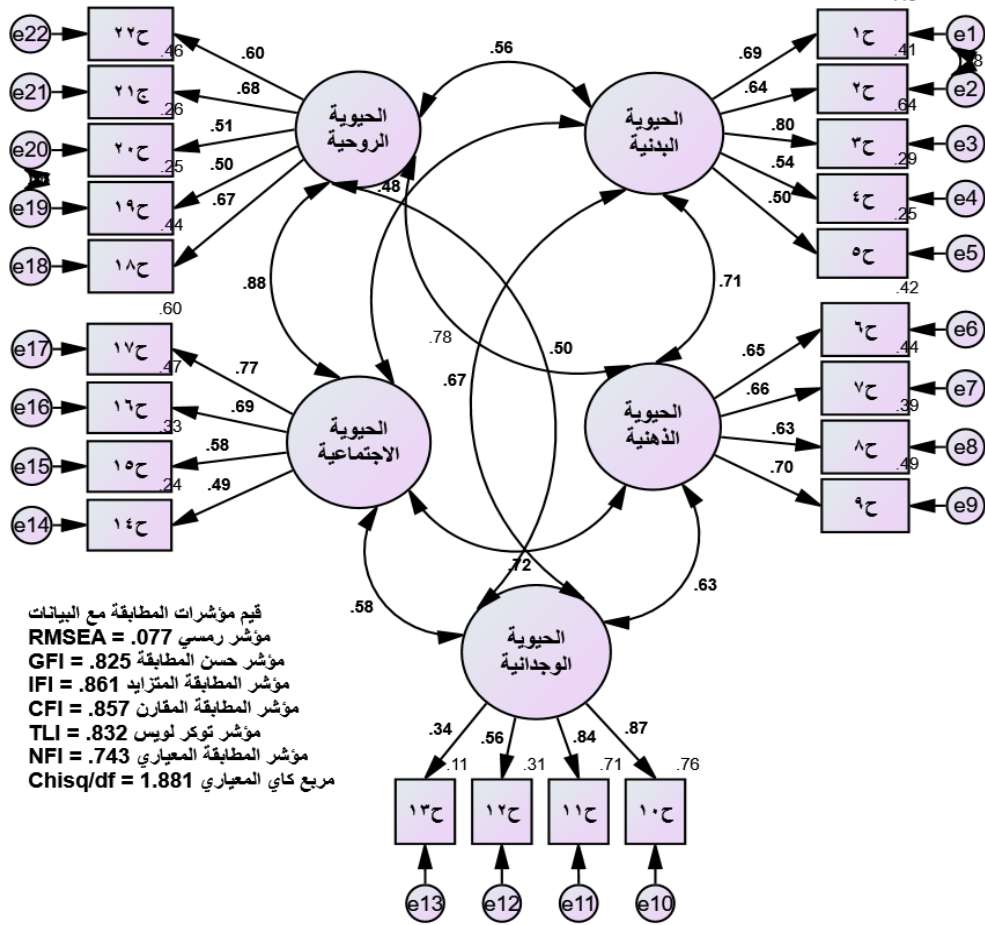 e22
ح٢٢
.46
.60
e21
ج٢١
.26
.68
e20
ح٢٠
.25
.51
e19
ح١٩
.44
.50
e18
ح١٨
.67
الحيوية
الروحية
.56
الحيوية
البدنية
.69
ح١
.41
e1
.64
ح٢
.64
e2
.80
ح٣
.29
e3
.54
ح٤
.25
e4
.50
ح٥
e5
.48
.88
.71
.78
.50
.67
.60
e17
ح١٧
.47
.77
e16
ح١٦
.33
.69
e15
ح١٥
.24
.58
e14
ح١٤
.49
الحيوية
الاجتماعية
الحيوية
الذهنية
.42
.65
ح٦
.44
e6
.66
ح٧
.39
e7
.63
ح٨
.49
e8
.70
ح٩
e9
.72
.58
.63
الحيوية
الوجدانية
قيم مؤشرات المطابقة مع البيانات
مؤشر رمسي RMSEA = .077
مؤشر حسن المطابقة GFI = .825
مؤشر المطابقة المتزايد IFI = .861
مؤشر المطابقة المقارن CFI = .857
مؤشر توكر لويس TLI = .832
مؤشر المطابقة المعياري NFI = .743
مربع كاي المعياري Chisq/df = 1.881
.34
.56
.84
.87
.11
.31
.71
.76
ح١٣
ح١٢
ح١١
ح١٠
e13
e12
e11
e10